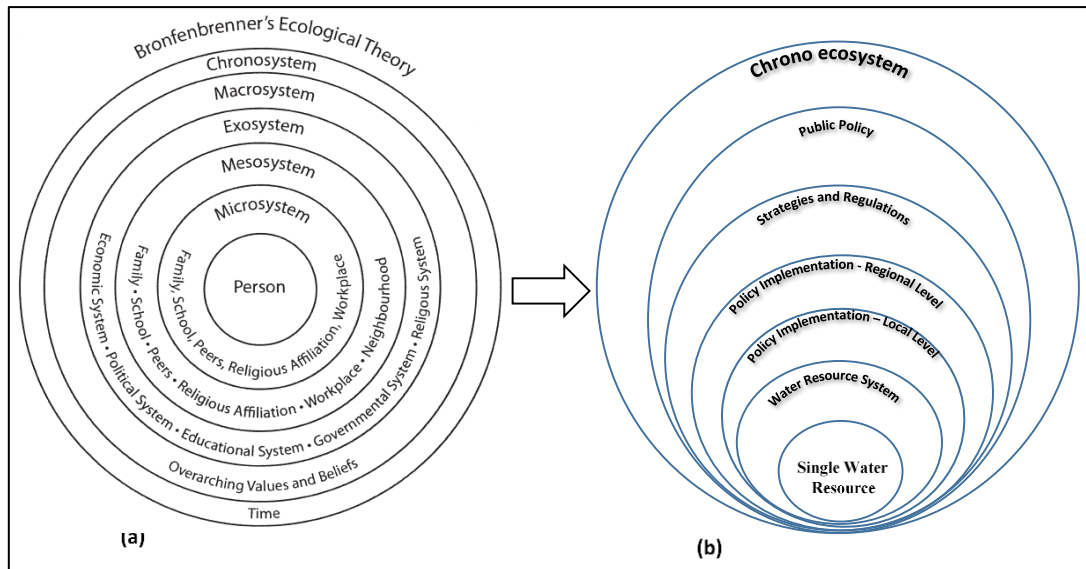 Bronfenbrenner's Ecological Theory
Chronosystem
Macrosystem
Exosystem
Mesosystem
Microsystem
Person
Family, School, Peers, Religious Affiliation, Workplace
Family • School • Peers • Religious Affiliation • Workplace • Neighbourhood
Economic System • Political System • Educational System • Governmental System • Religous System
Overarching Values and Beliefs
Time
(a)
Chrono ecosystem
Public Policy
Strategies and Regulations
Policy Implementation - Regional Level
Policy Implementation – Local Level
Water Resource System
Single Water
Resource
(b)